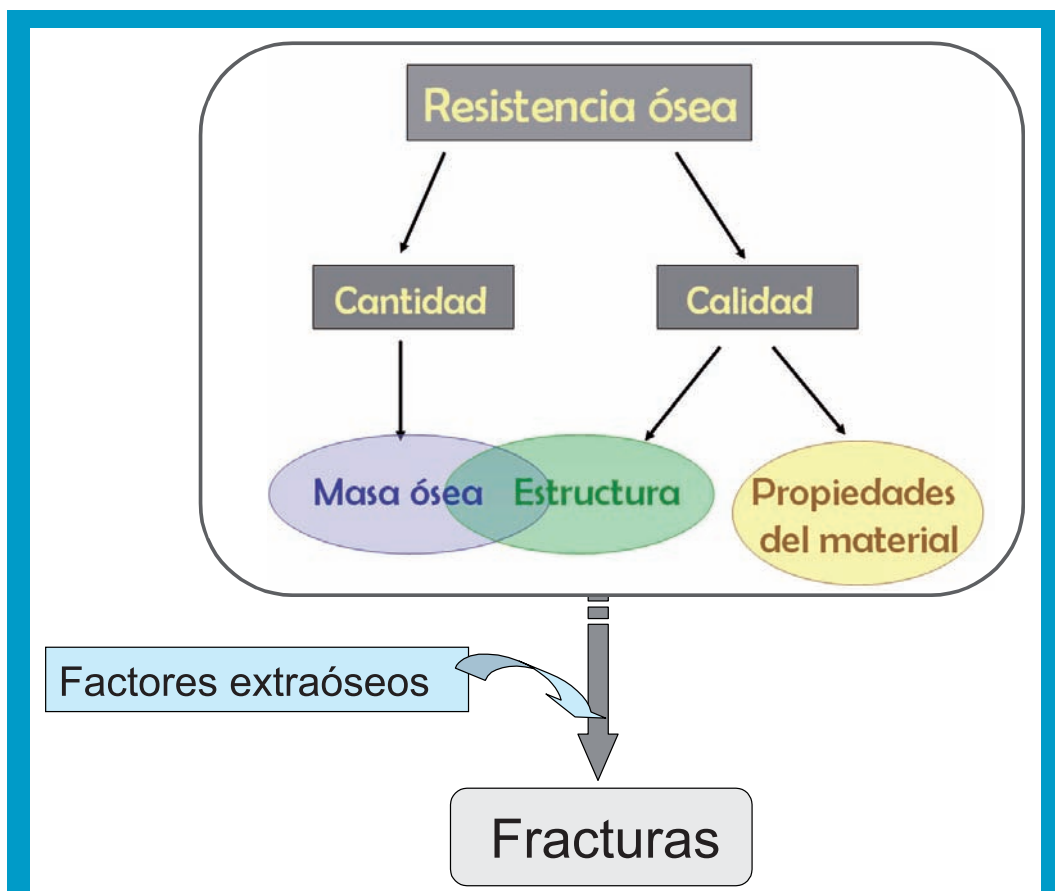 Resistencia ósea
Cantidad
Calidad
Masa ósea
Estructura
Propiedades
del material
Factores extraóseos
Fracturas